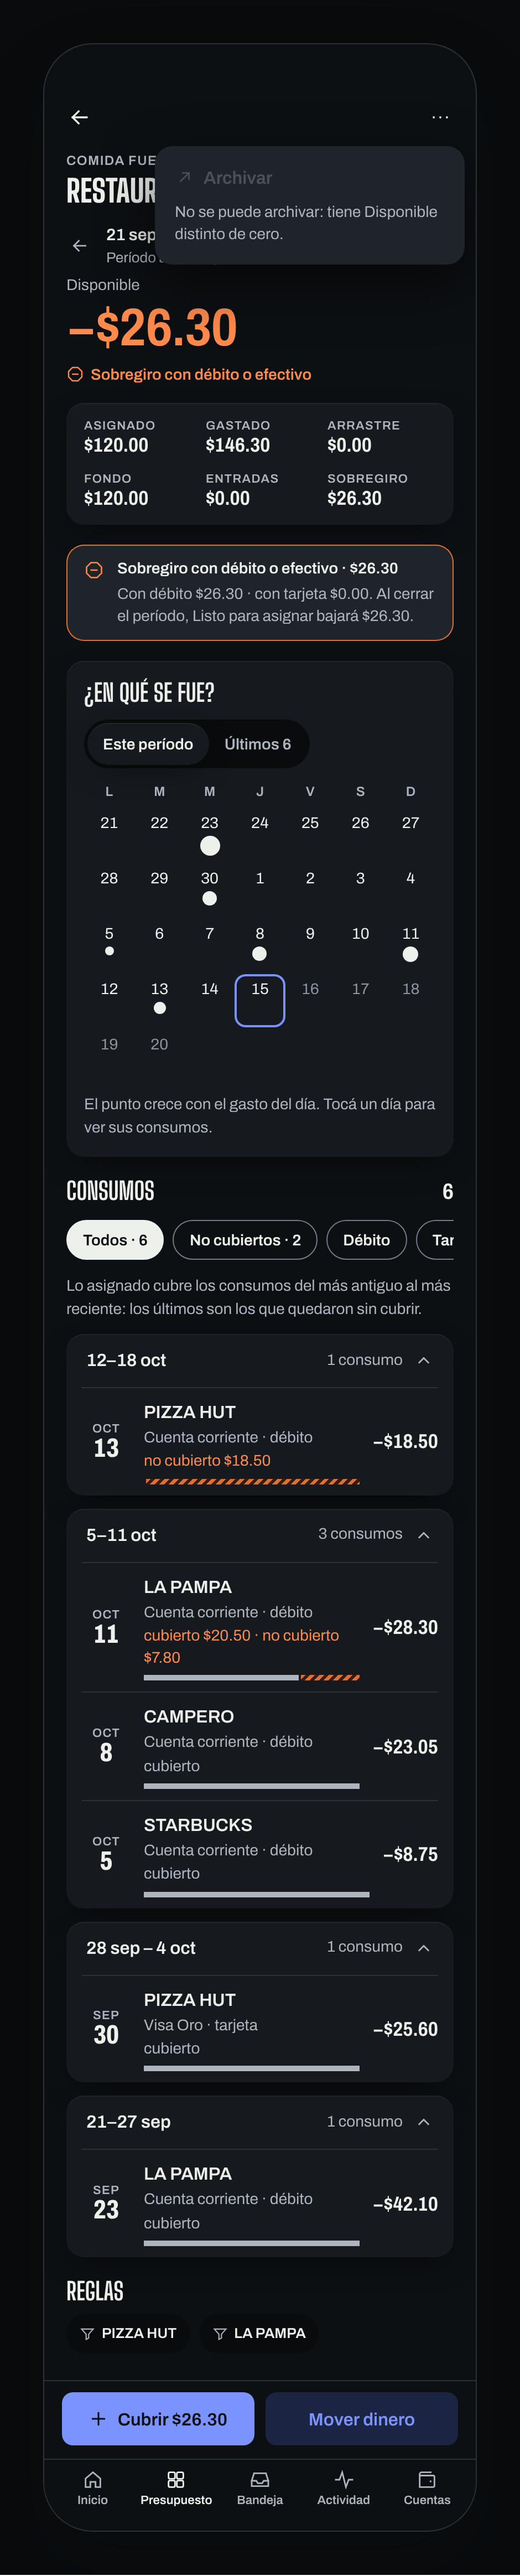 ...
COMIDA FUE
Archivar
RESTAUR
No se puede archivar: tiene Disponible
distinto de cero.
21 sep
Período
Disponible
–$26.30
Sobregiro con débito o efectivo
ASIGNADO GASTADO ARRASTRE
$120.00 $146.30 $0.00
FONDO ENTRADAS SOBREGIRO
$120.00 $0.00 $26.30
Sobregiro con débito o efectivo · $26.30
Con débito $26.30 · con tarjeta $0.00. Al cerrar
el período, Listo para asignar bajará $26.30.
¿EN QUÉ SE FUE?
Este período Últimos 6
L M M J V S D
21 22 23 24 25 26 27
28 29 30 1 2 3 4
5 6 7 8 9 10 11
12 13 14 15 16 17 18
19 20
El punto crece con el gasto del día. Tocá un día para
ver sus consumos.
CONSUMOS 6
Todos · 6 No cubiertos · 2 Débito Tar
Lo asignado cubre los consumos del más antiguo al más
reciente: los últimos son los que quedaron sin cubrir.
12–18 oct 1 consumo
PIZZA HUT
OCT 13
Cuenta corriente · débito
–$18.50
no cubierto $18.50
5–11 oct 3 consumos
LA PAMPA
OCT 11
Cuenta corriente · débito
–$28.30
cubierto $20.50 · no cubierto
$7.80
CAMPERO
OCT 8
Cuenta corriente · débito
–$23.05
cubierto
STARBUCKS
OCT 5
Cuenta corriente · débito
–$8.75
cubierto
28 sep – 4 oct 1 consumo
PIZZA HUT
SEP 30
Visa Oro · tarjeta
–$25.60
cubierto
21–27 sep 1 consumo
LA PAMPA
SEP 23
Cuenta corriente · débito
–$42.10
cubierto
REGLAS
PIZZA HUT LA PAMPA
Cubrir $26.30 Mover dinero
Inicio Presupuesto Bandeja Actividad Cuentas